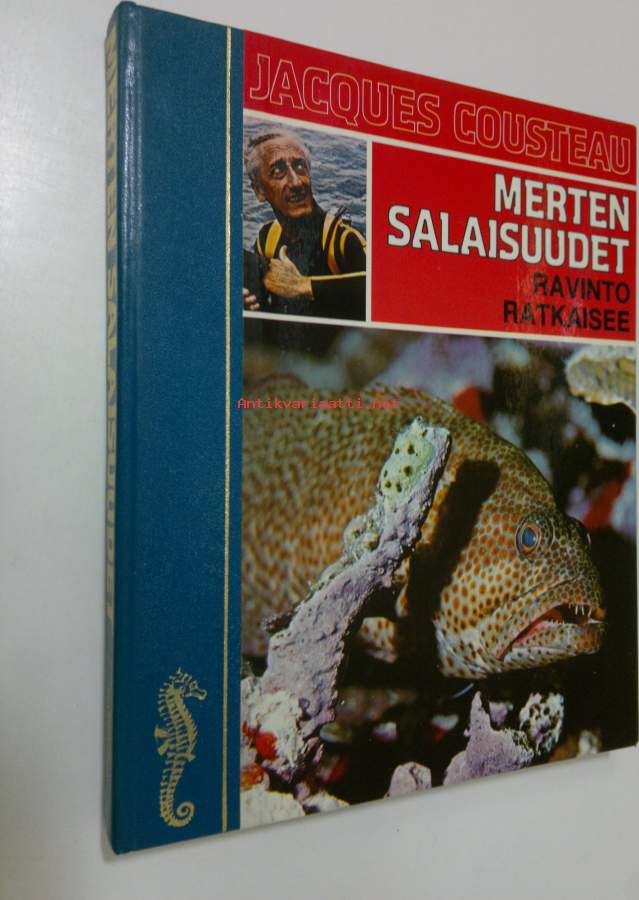 JACQUES COUSTEAU
MERTEN
SALAISUUDET
RAVINTO
RATKAISEE
Antikvariaatti.net
MERTEN SALAISUUDET